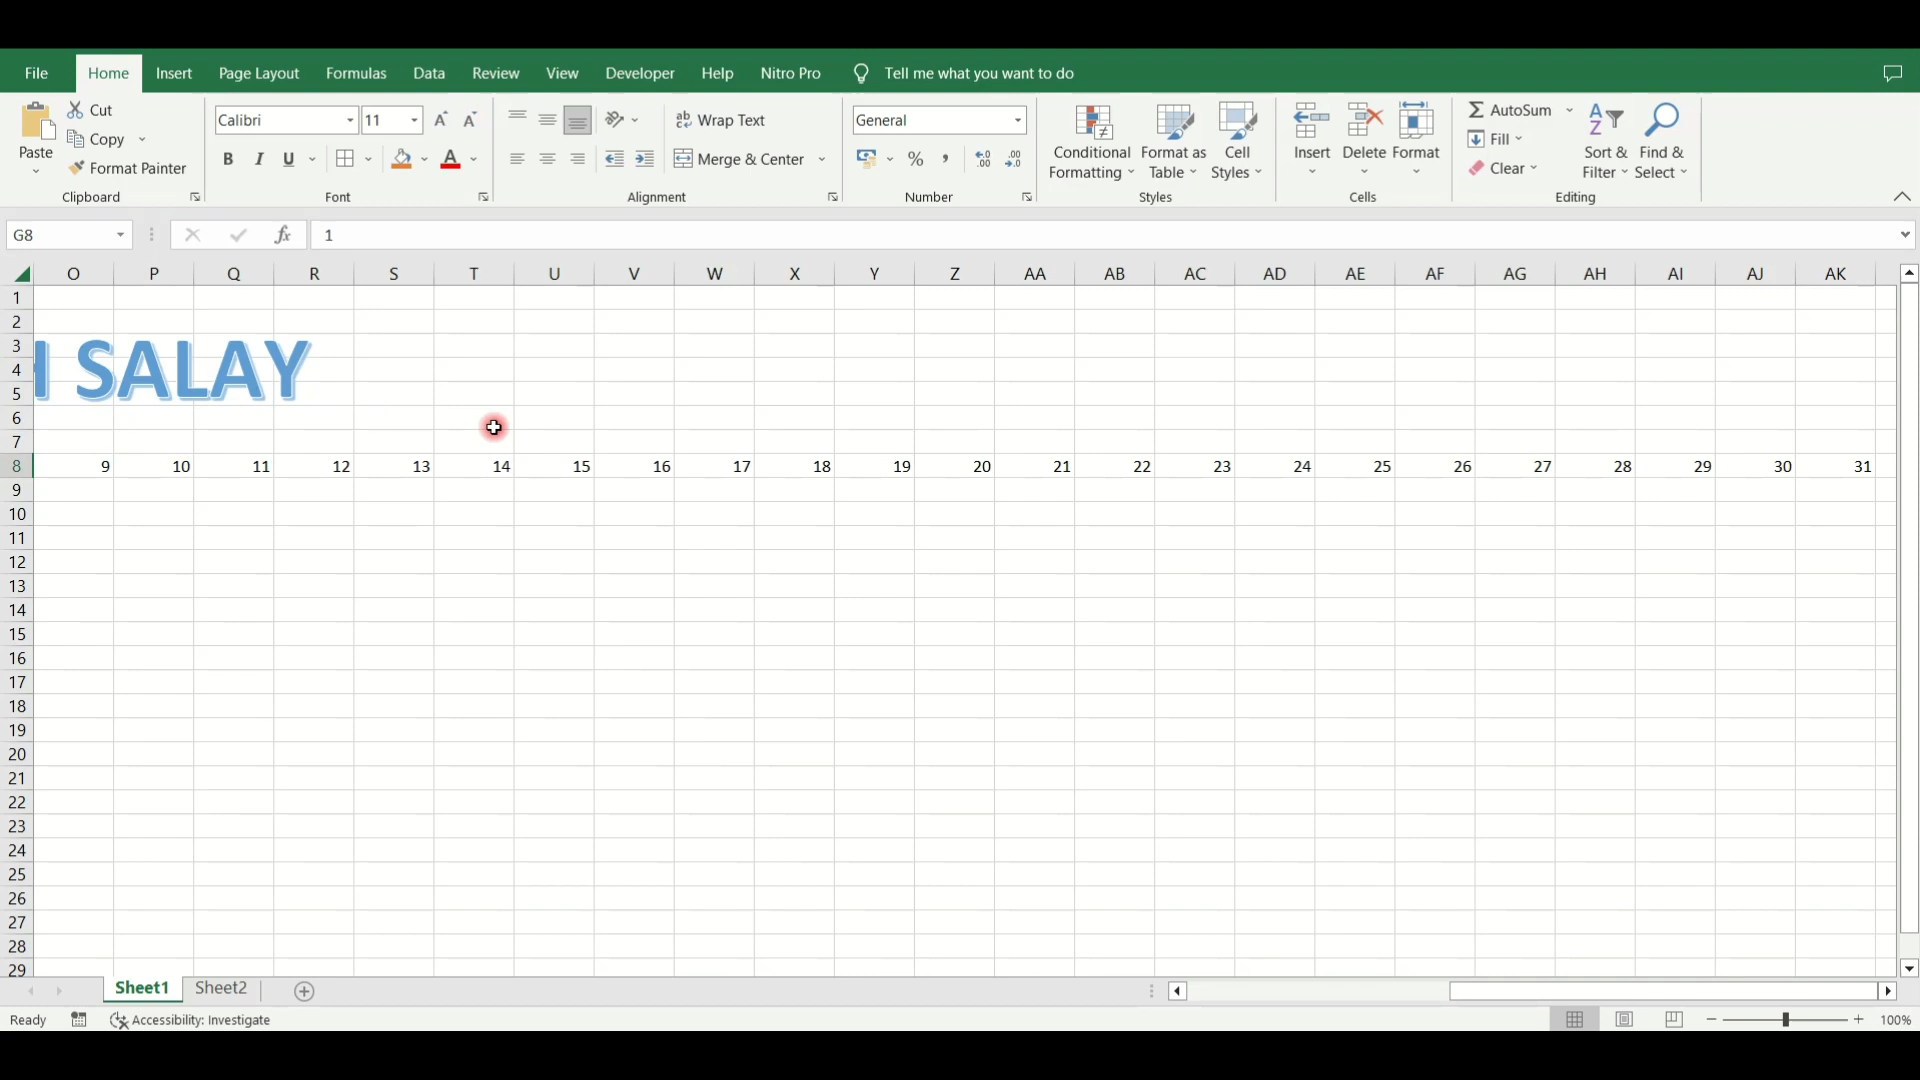 File Home Insert Page Layout Formulas Data Review View Developer Help Nitro Pro Tell me what you want to do
Paste
Cut
Copy
Format Painter
Clipboard
Calibri 11
B I U
Font
Wrap Text
Merge & Center
Alignment
General
%
Number
Conditional Formatting
Format as Table
Cell Styles
Styles
Insert Delete Format
Cells
AutoSum
Fill
Clear
Sort & Filter
Find & Select
Editing
G8 fx 1
O P Q R S T U V W X Y Z AA AB AC AD AE AF AG AH AI AJ AK
1
2
3
4
I SALAY
5
6
7
8 9 10 11 12 13 14 15 16 17 18 19 20 21 22 23 24 25 26 27 28 29 30 31
9
10
11
12
13
14
15
16
17
18
19
20
21
22
23
24
25
26
27
28
29
Sheet1 Sheet2
Ready Accessibility: Investigate 100%